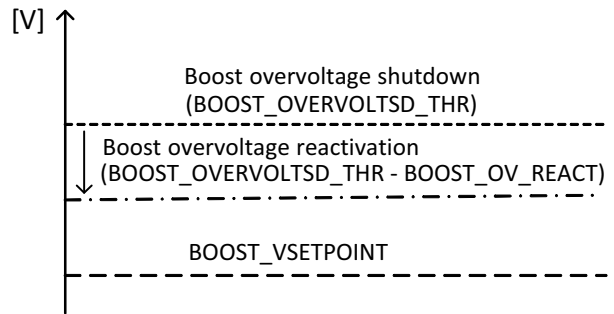 [V]
Boost overvoltage shutdown
(BOOST_OVERVOLTSD_THR)
Boost overvoltage reactivation
(BOOST_OVERVOLTSD_THR - BOOST_OV_REACT)
BOOST_VSETPOINT